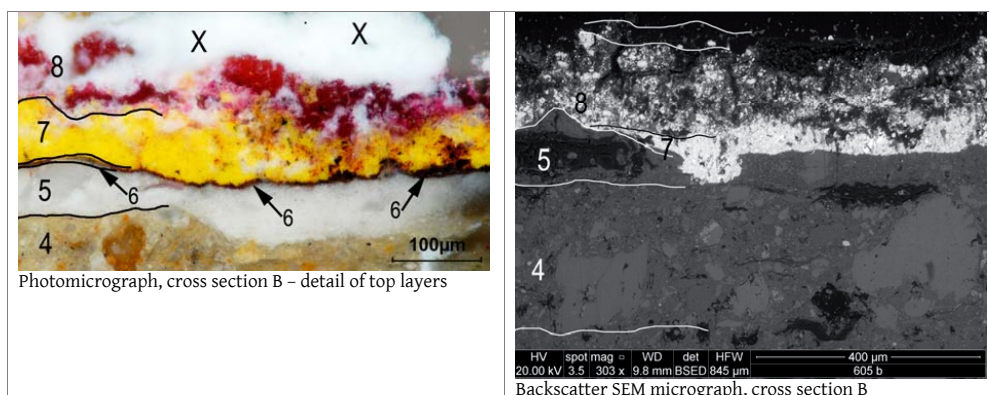 X
X
8
7
5
6
6
6
4
100μm
Photomicrograph, cross section B – detail of top layers
8
7
5
4
HV spot mag □ WD det HFW 400 µm
20.00 kV 3.5 303 x 9.8 mm BSED 845 µm 605 b
Backscatter SEM micrograph, cross section B